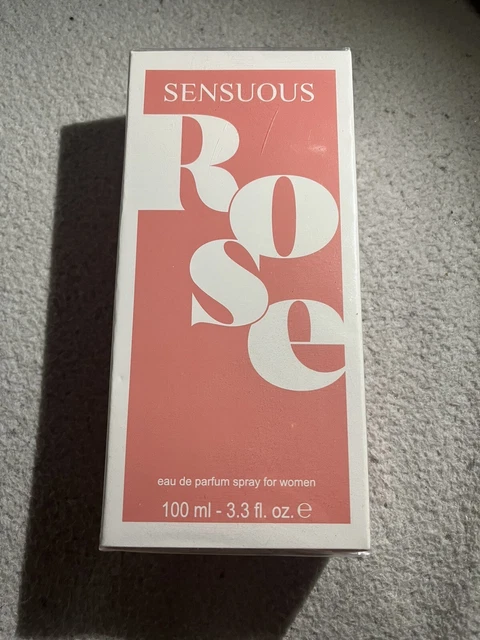 SENSUOUS
Rose
eau de parfum spray for women
100 ml - 3.3 fl. oz. ℮